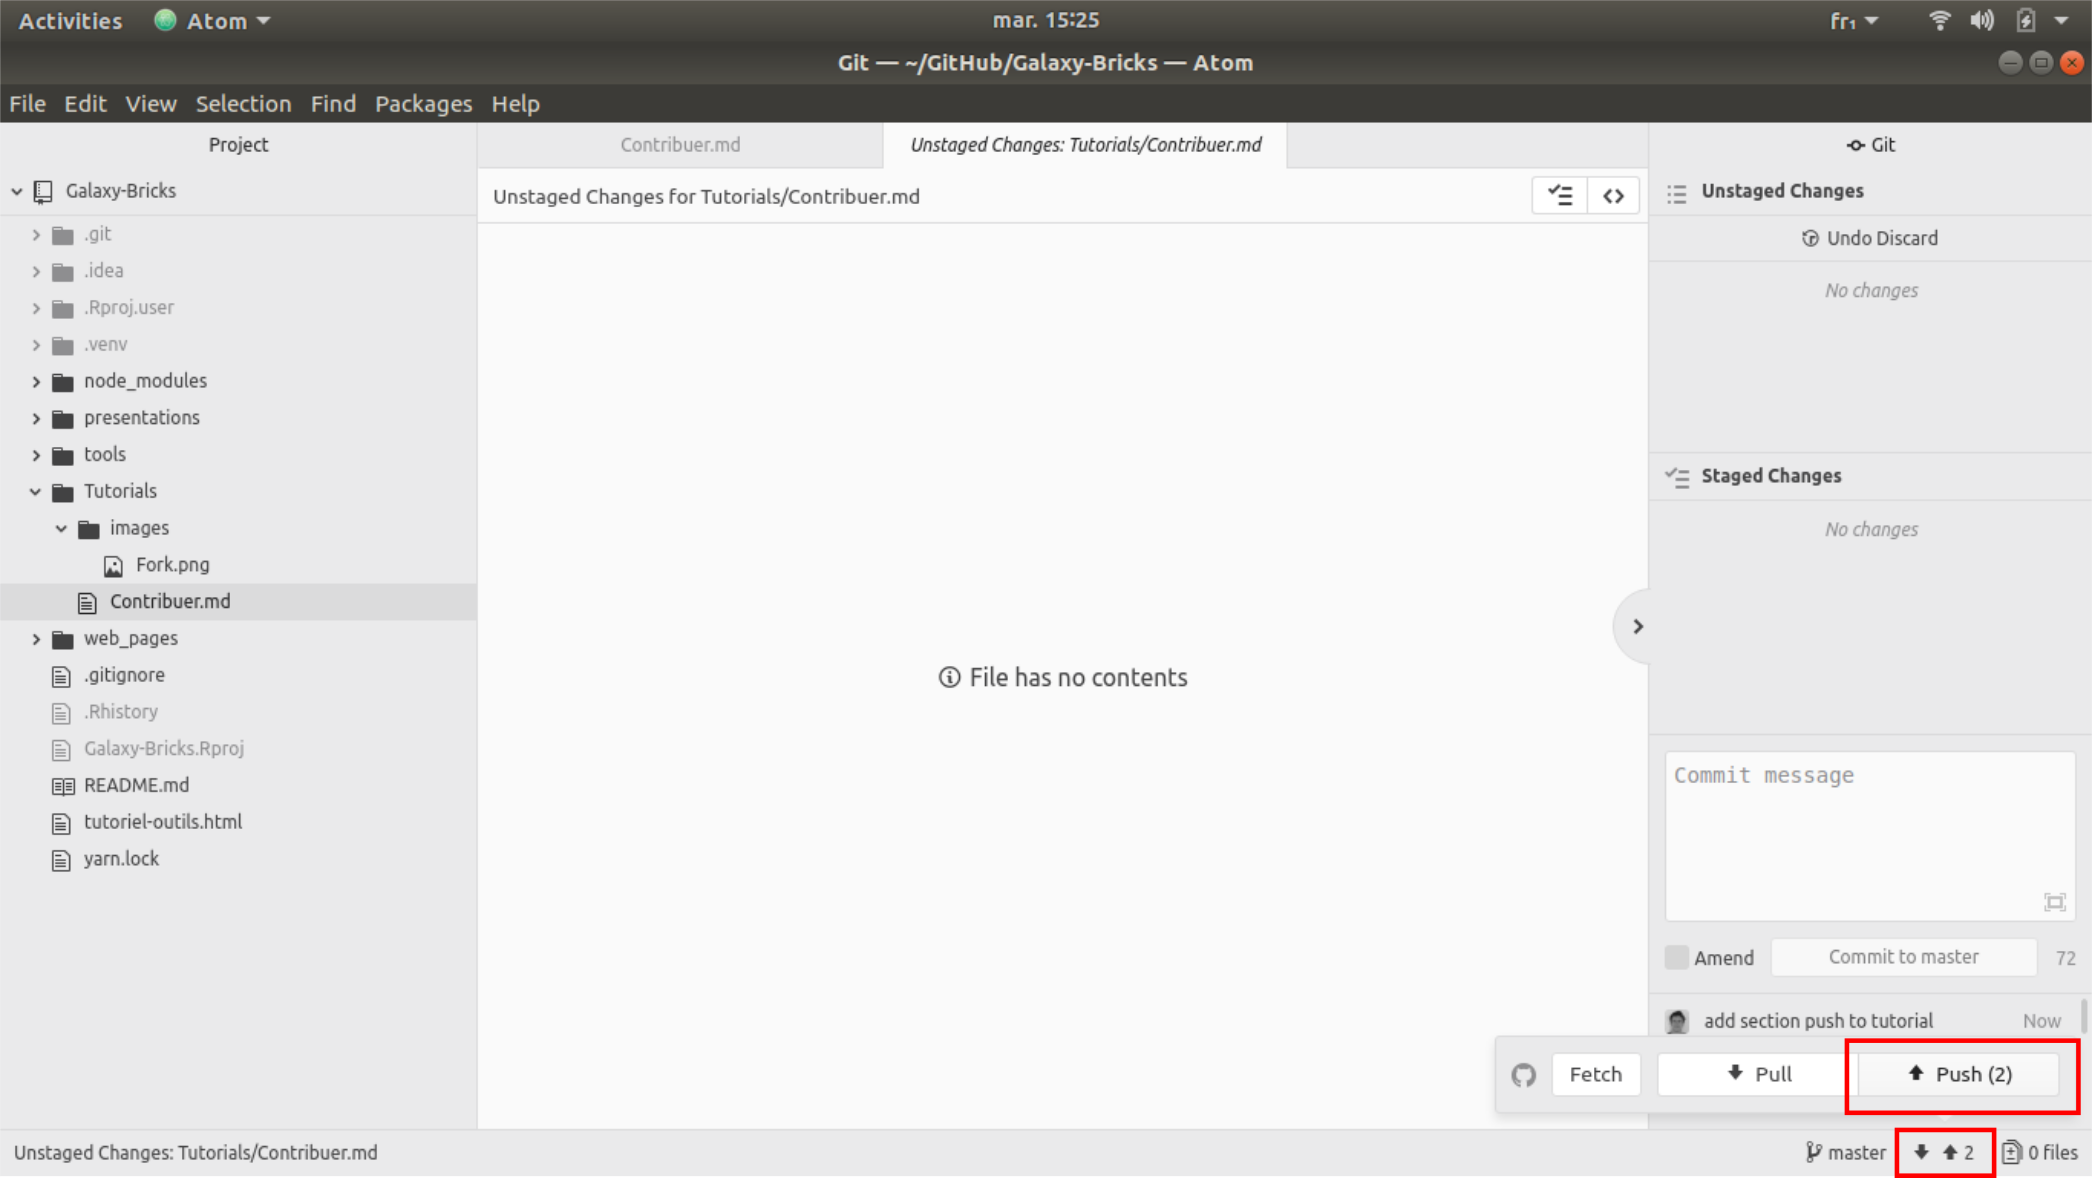 Activities Atom mar. 15:25 fr₁
Git — ~/GitHub/Galaxy-Bricks — Atom
File Edit View Selection Find Packages Help
Project
Galaxy-Bricks
.git
.idea
.Rproj.user
.venv
node_modules
presentations
tools
Tutorials
images
Fork.png
Contribuer.md
web_pages
.gitignore
.Rhistory
Galaxy-Bricks.Rproj
README.md
tutoriel-outils.html
yarn.lock
Contribuer.md Unstaged Changes: Tutorials/Contribuer.md
Unstaged Changes for Tutorials/Contribuer.md
File has no contents
Git
Unstaged Changes
Undo Discard
No changes
Staged Changes
No changes
Commit message
Amend Commit to master 72
add section push to tutorial Now
Fetch Pull Push (2)
Unstaged Changes: Tutorials/Contribuer.md master 2 0 files